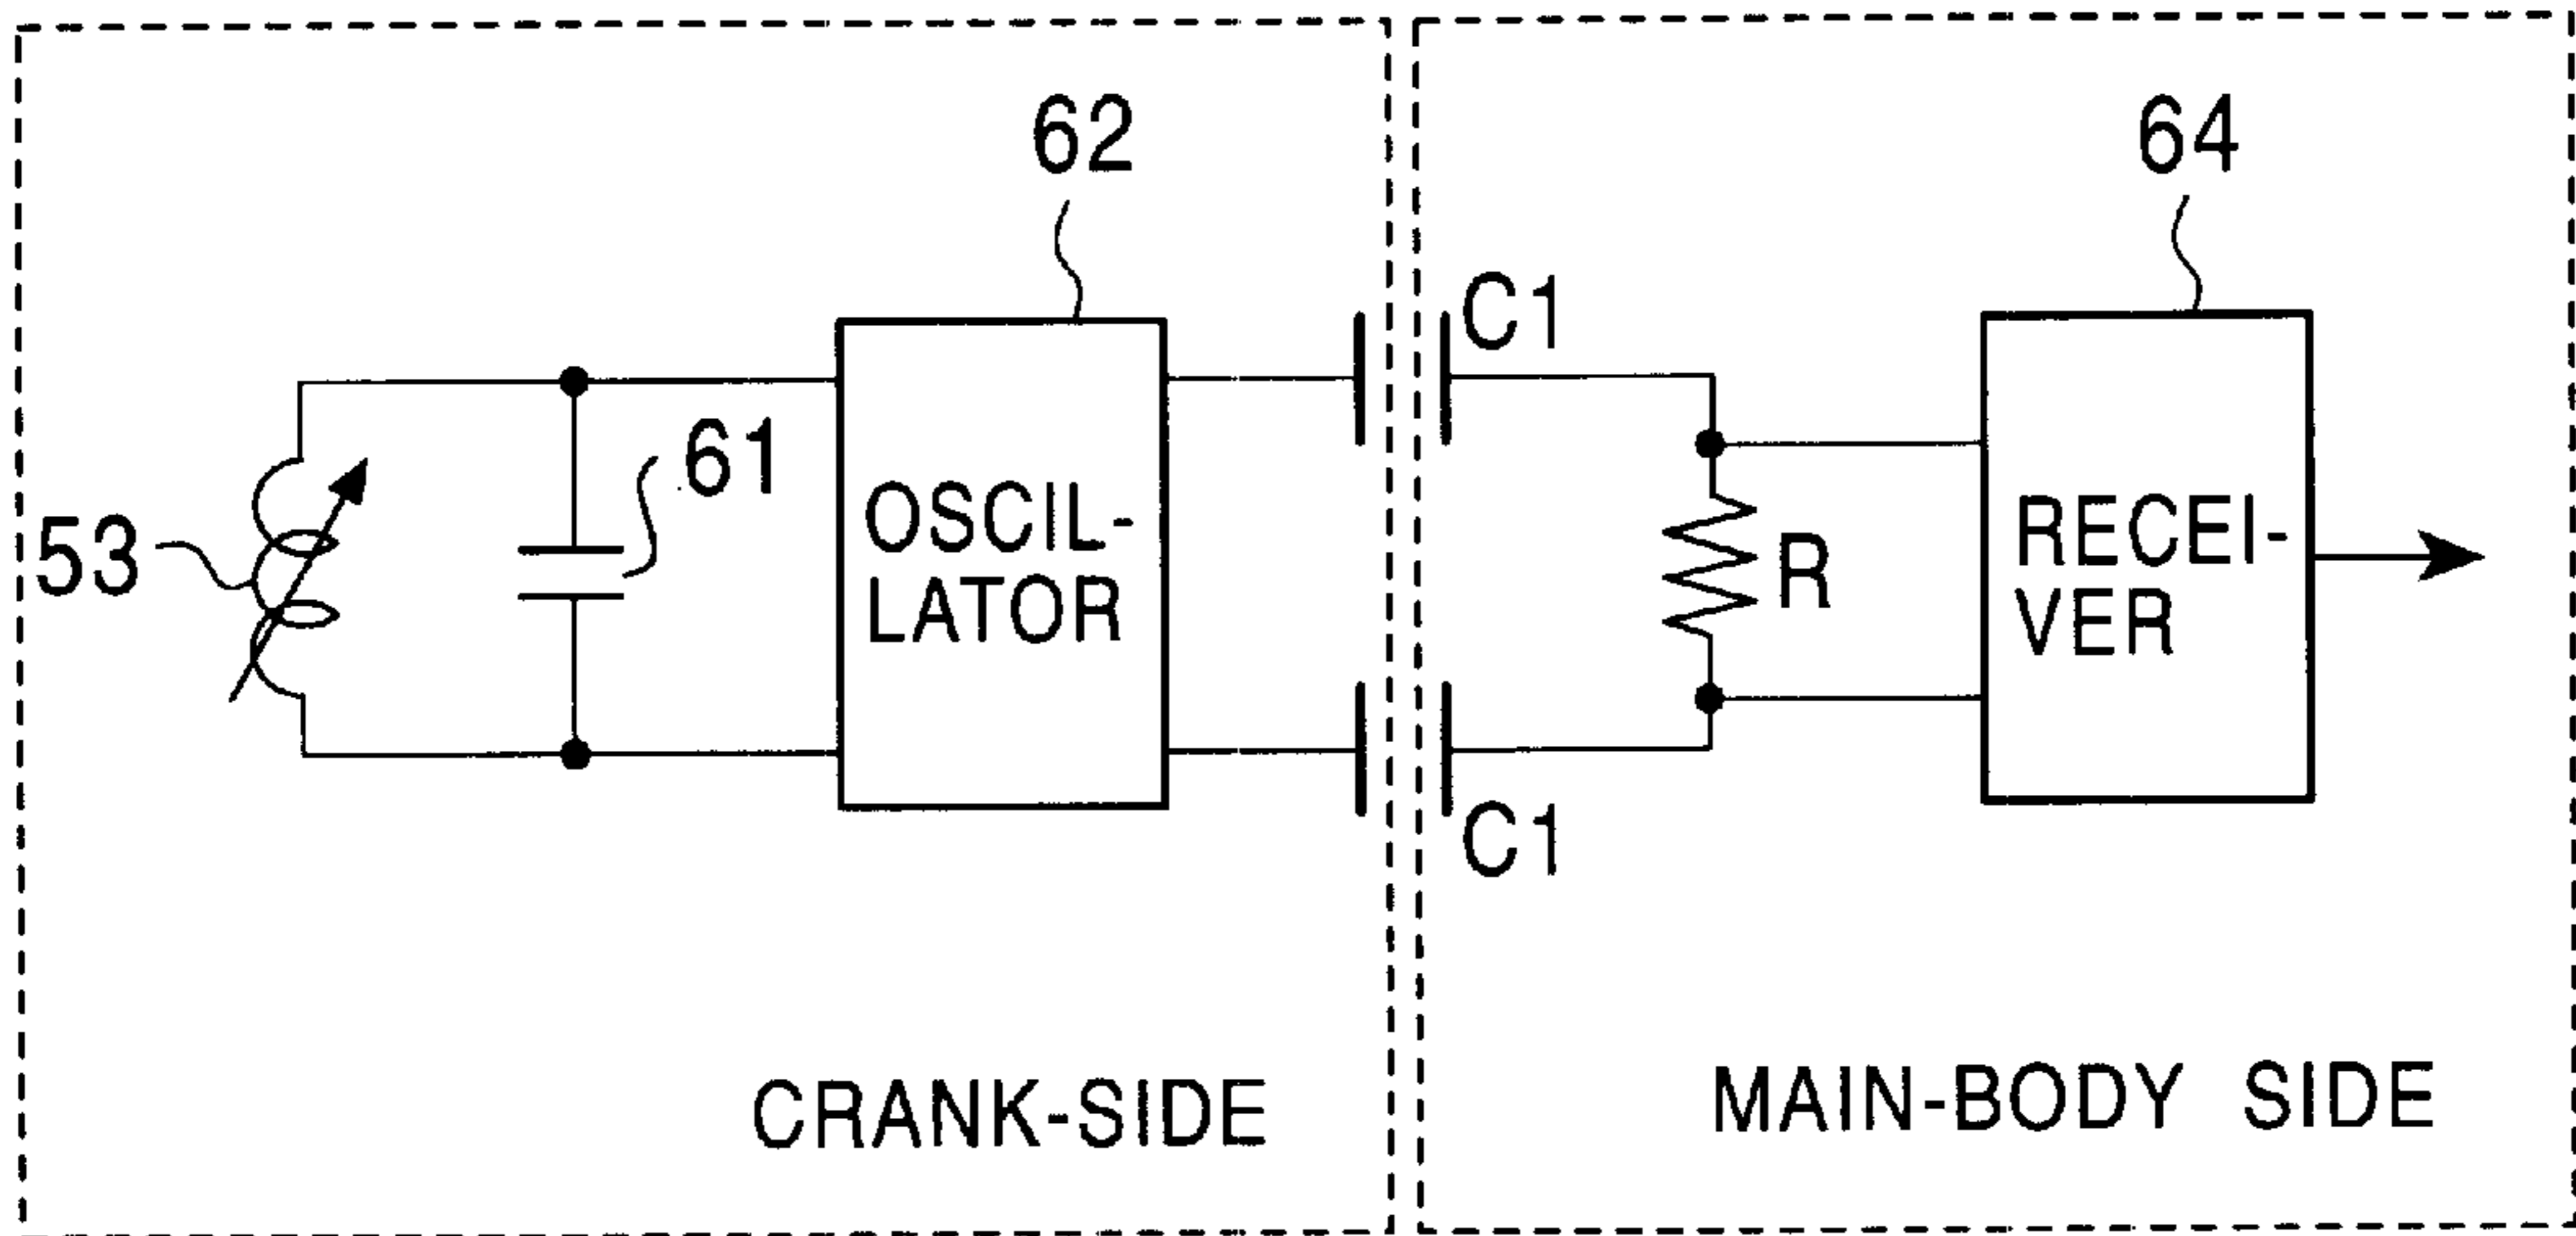 62
64
C1
61
53
OSCIL-
LATOR
R
RECEI-
VER
C1
CRANK-SIDE
MAIN-BODY SIDE